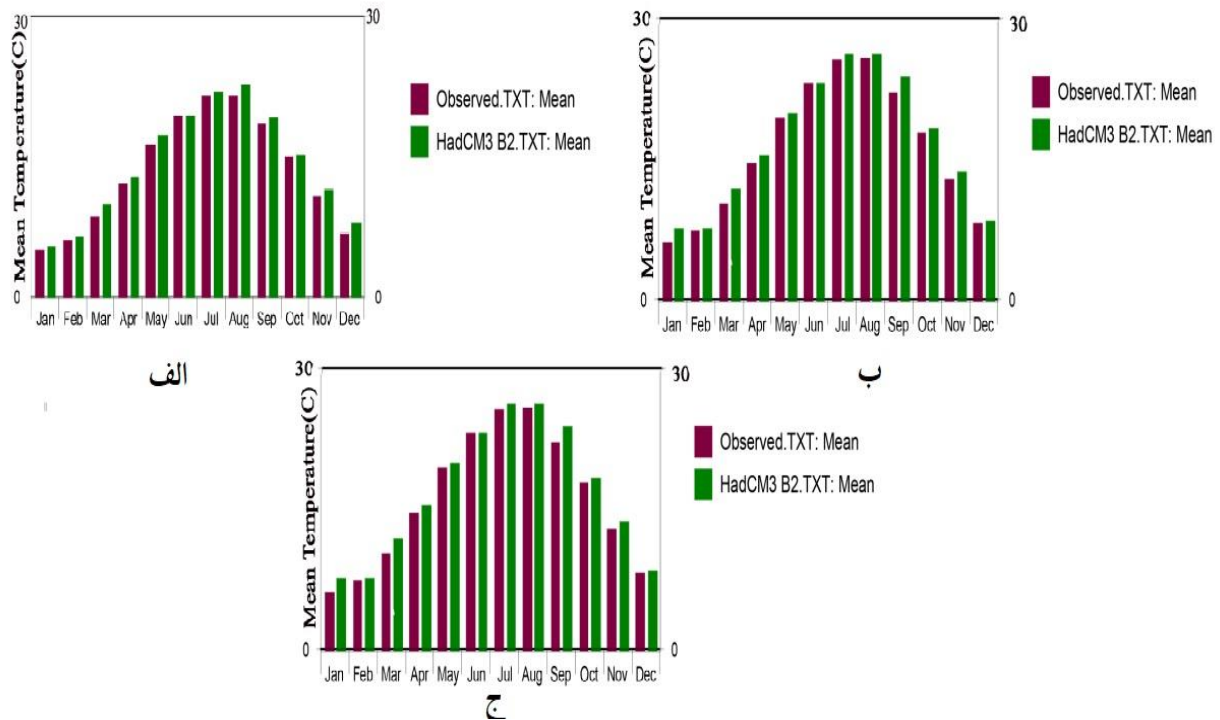 30
30
Mean Temperature(C)
0
0
Jan Feb Mar Apr May Jun Jul Aug Sep Oct Nov Dec
Observed.TXT: Mean
HadCM3 B2.TXT: Mean
الف
30
30
Mean Temperature(C)
0
0
Jan Feb Mar Apr May Jun Jul Aug Sep Oct Nov Dec
Observed.TXT: Mean
HadCM3 B2.TXT: Mean
ب
30
30
Mean Temperature(C)
0
0
Jan Feb Mar Apr May Jun Jul Aug Sep Oct Nov Dec
Observed.TXT: Mean
HadCM3 B2.TXT: Mean
ج